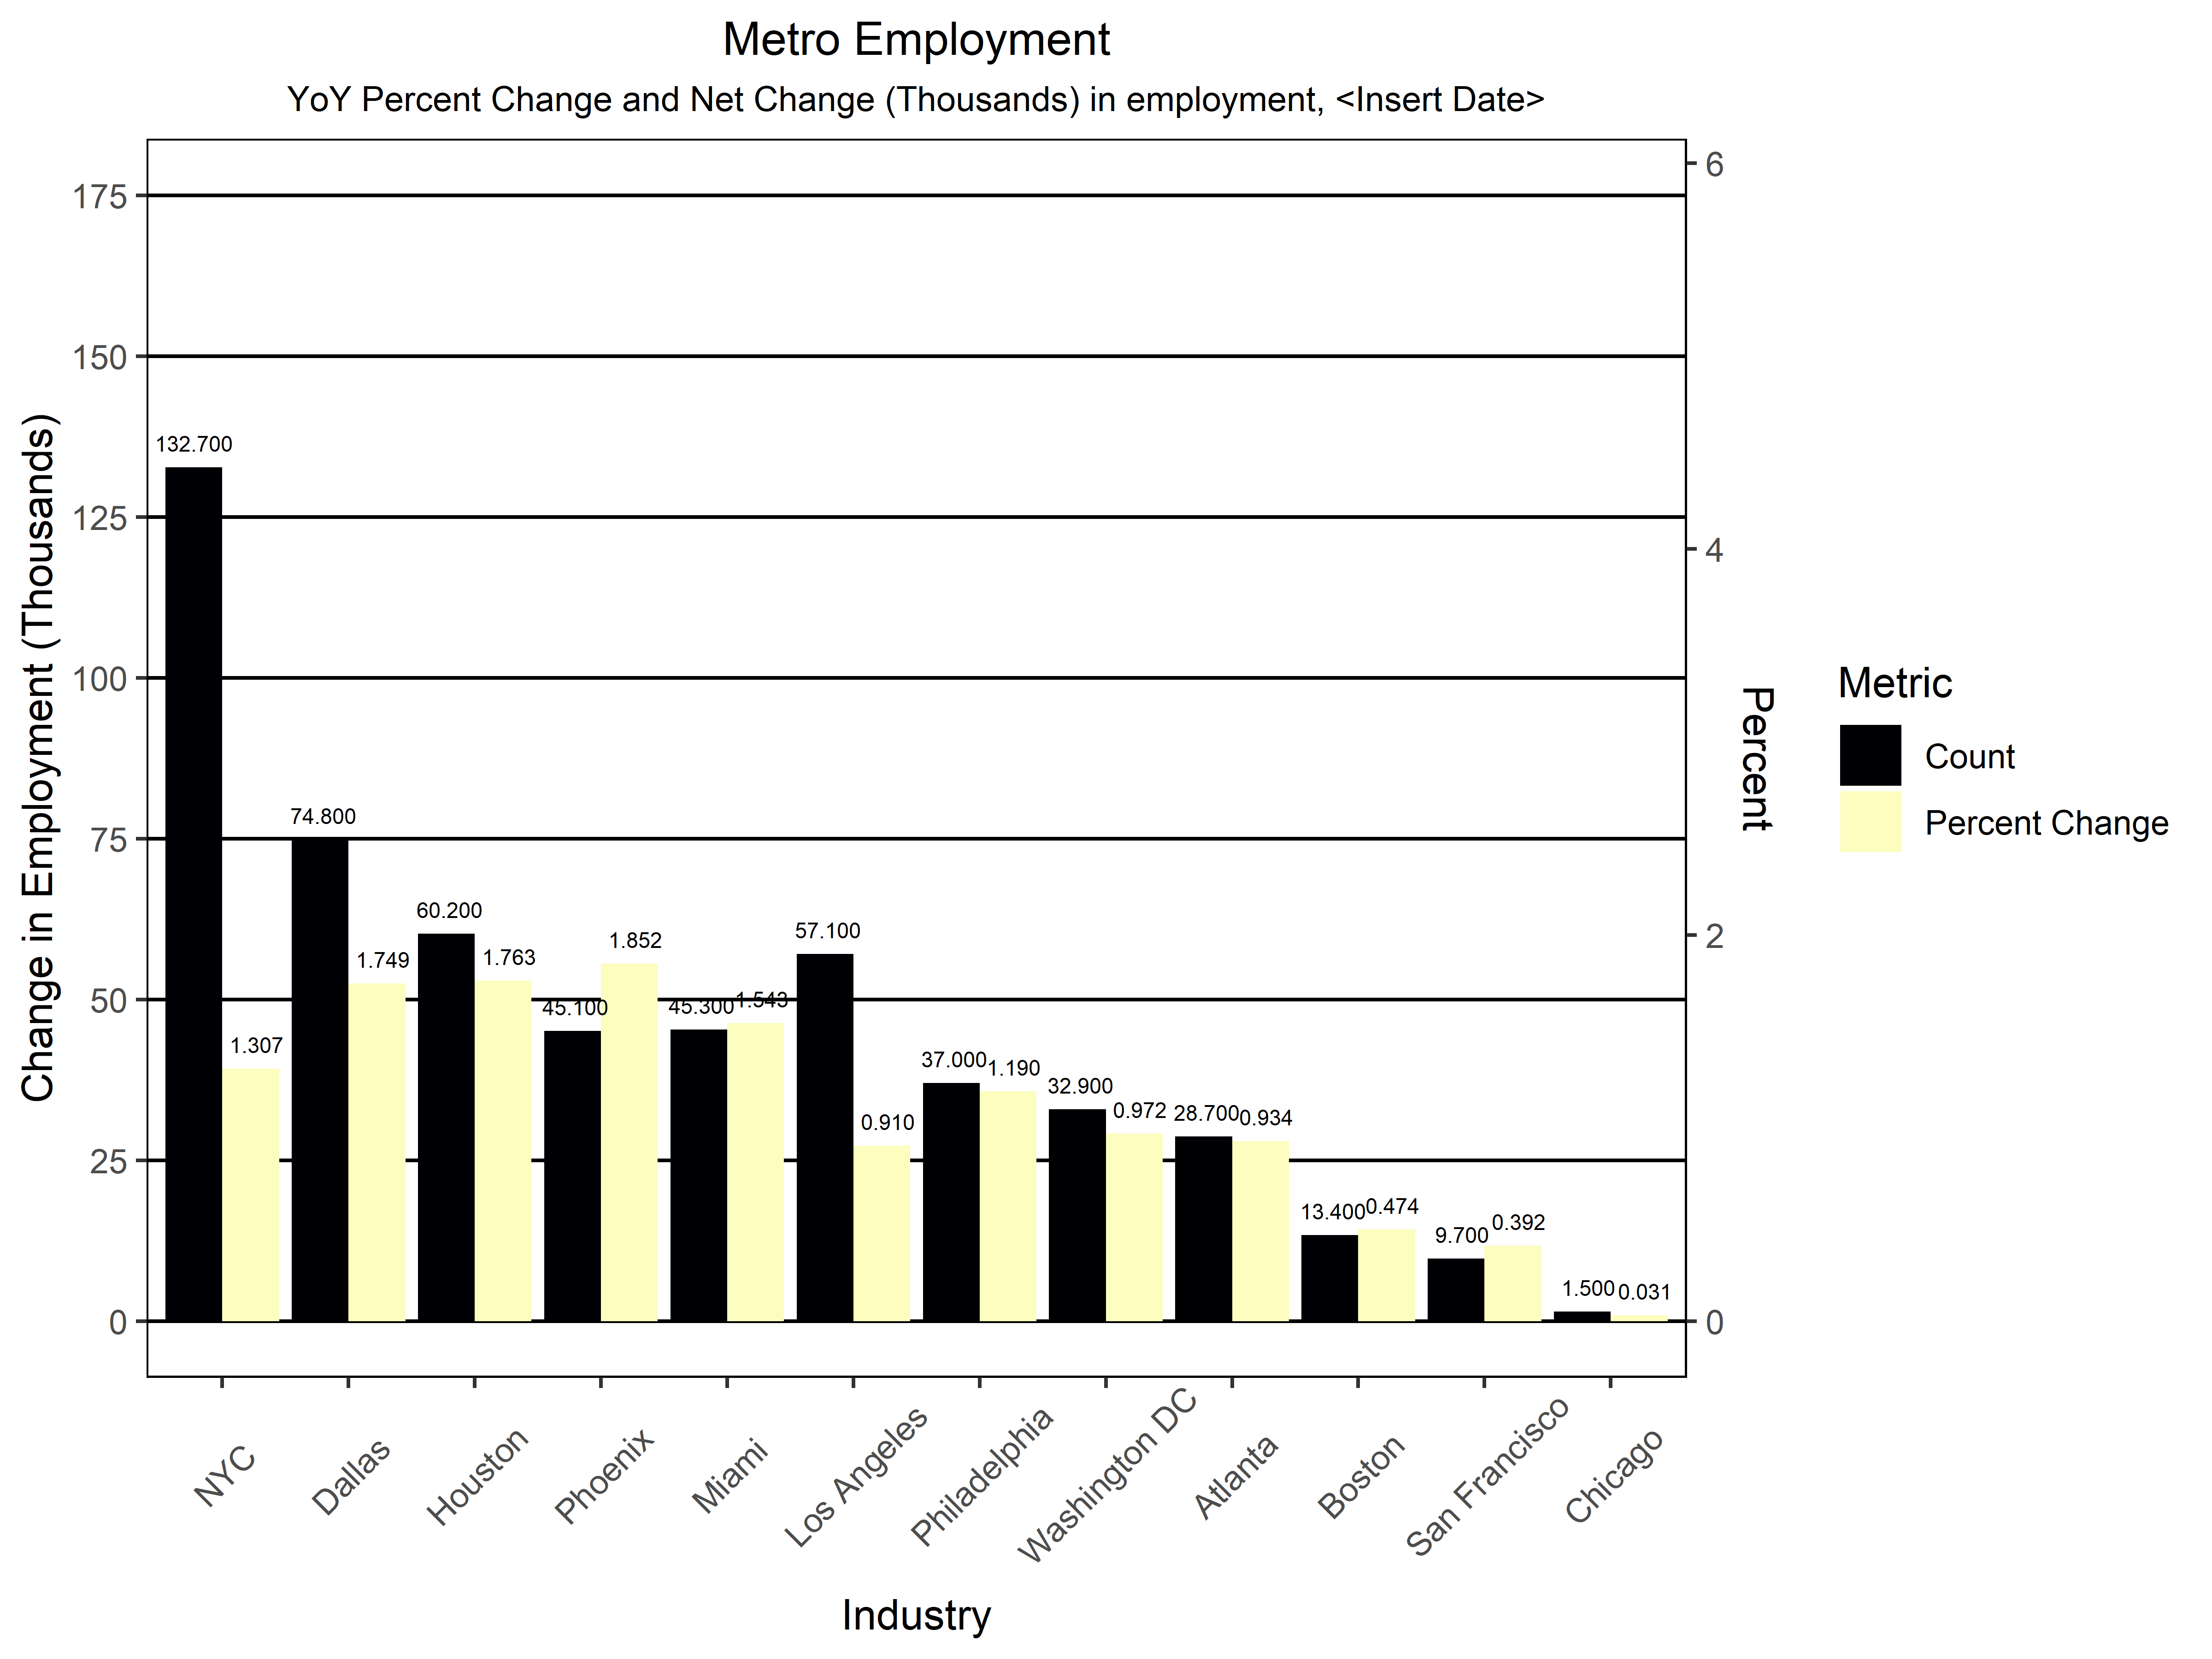 Metro Employment
YoY Percent Change and Net Change (Thousands) in employment, <Insert Date>
Change in Employment (Thousands)
175
150
125
100
75
50
25
0
132.700
1.307
74.800
1.749
60.200
1.763
45.100
1.852
45.300
1.543
57.100
0.910
37.000
1.190
32.900
0.972
28.700
0.934
13.400
0.474
9.700
0.392
1.500
0.031
6
4
2
0
Percent
Metric
Count
Percent Change
NYC
Dallas
Houston
Phoenix
Miami
Los Angeles
Philadelphia
Washington DC
Atlanta
Boston
San Francisco
Chicago
Industry